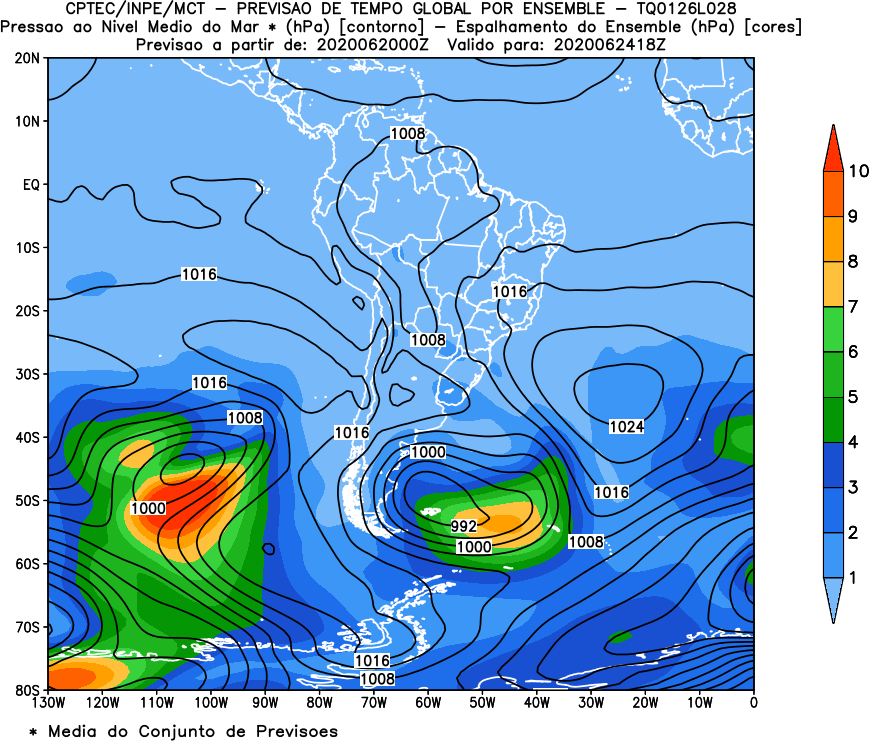 CPTEC/INPE/MCT – PREVISAO DE TEMPO GLOBAL POR ENSEMBLE – TQ0126L028
Pressao ao Nivel Medio do Mar * (hPa) [contorno] – Espalhamento do Ensemble (hPa) [cores]
Previsao a partir de: 2020062000Z Valido para: 2020062418Z
20N
10N
EQ
10S
20S
30S
40S
50S
60S
70S
80S
1008
1016
1016
1008
1016
1008
1024
1016
1000
1016
1000
992
1000
1008
1016
1008
130W 120W 110W 100W 90W 80W 70W 60W 50W 40W 30W 20W 10W 0
10
9
8
7
6
5
4
3
2
1
* Media do Conjunto de Previsoes